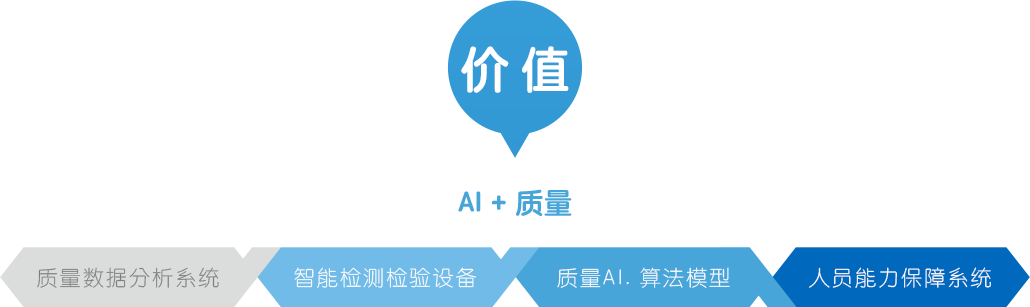 价值
AI + 质量
质量数据分析系统
智能检测检验设备
质量AI. 算法模型
人员能力保障系统